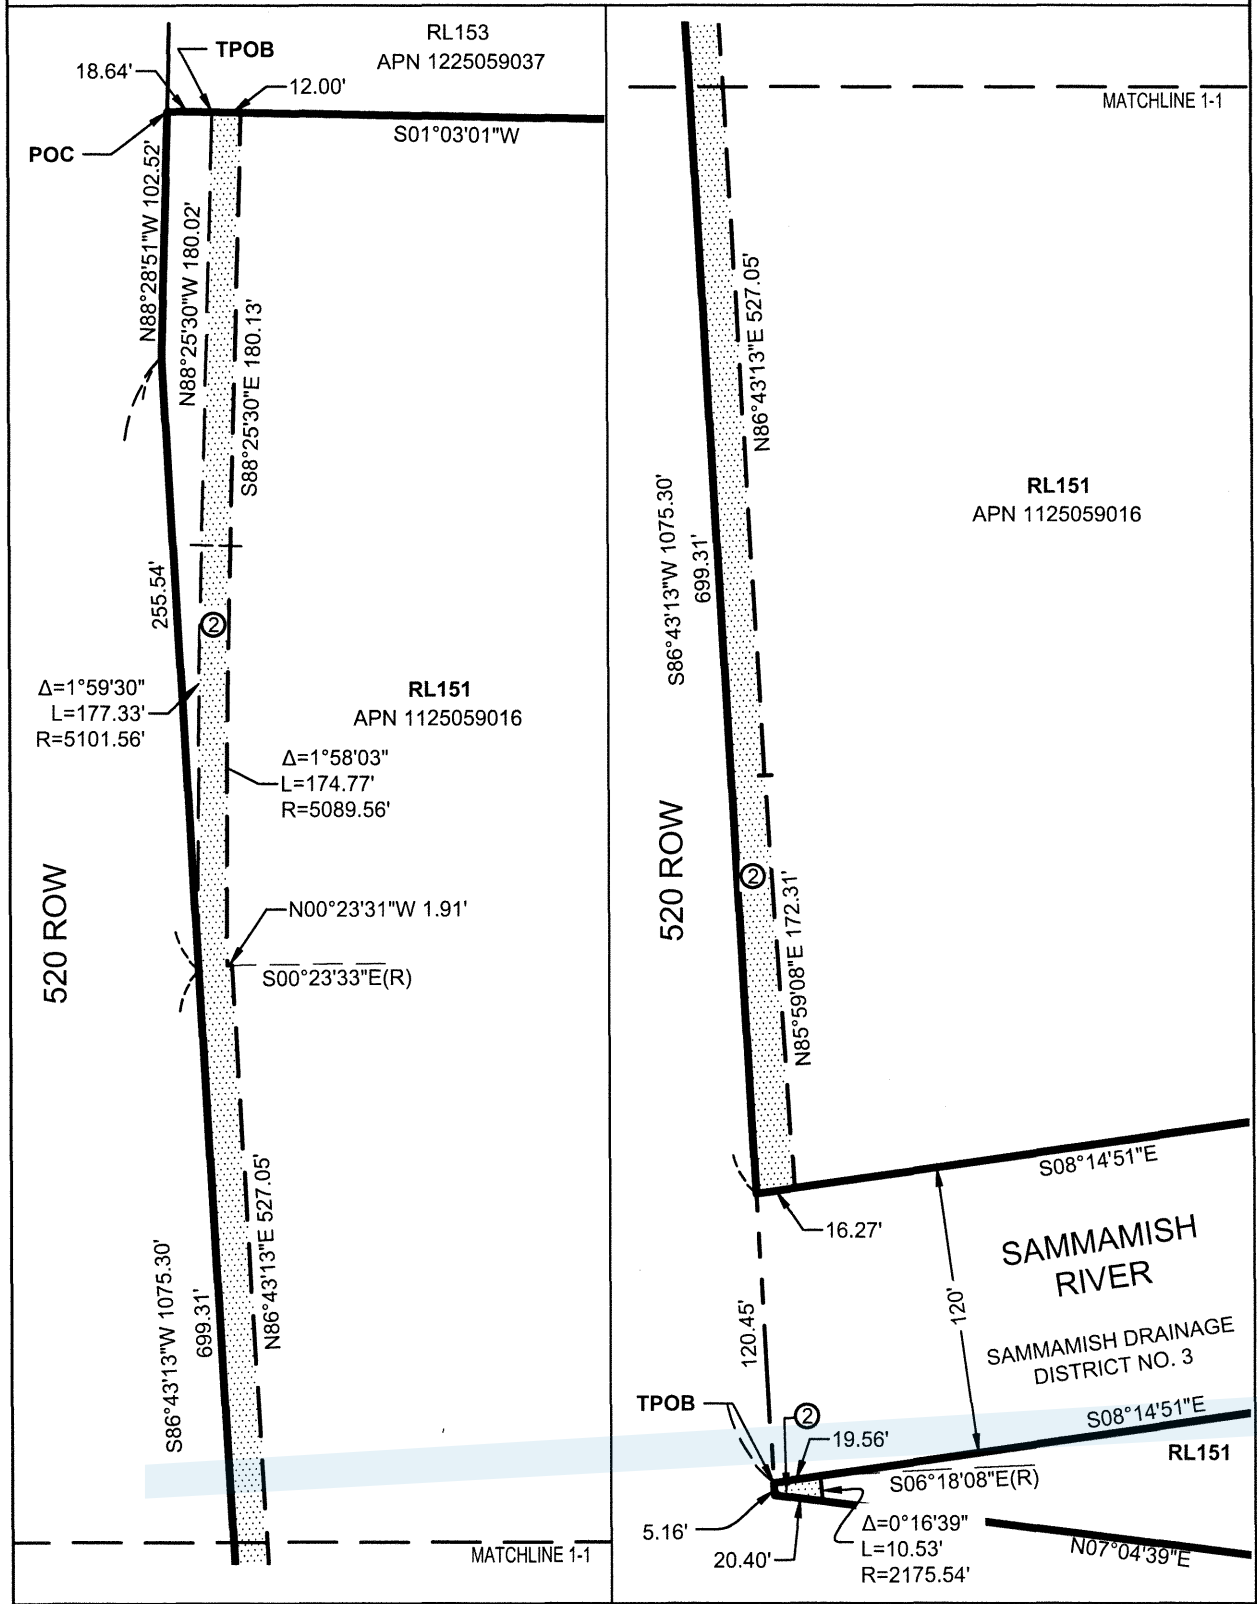 RL153
APN 1225059037
TPOB
18.64'
12.00'
S01°03'01"W
POC
N88°28'51"W 102.52'
N88°25'30"W 180.02'
S88°25'30"E 180.13'
255.54'
2
Δ=1°59'30"
L=177.33'
R=5101.56'
RL151
APN 1125059016
Δ=1°58'03"
L=174.77'
R=5089.56'
520 ROW
N00°23'31"W 1.91'
S00°23'33"E(R)
S86°43'13"W 1075.30'
699.31'
N86°43'13"E 527.05'
MATCHLINE 1-1
MATCHLINE 1-1
N86°43'13"E 527.05'
S86°43'13"W 1075.30'
699.31'
RL151
APN 1125059016
520 ROW
2
N85°59'08"E 172.31'
S08°14'51"E
16.27'
SAMMAMISH
RIVER
120'
120.45'
SAMMAMISH DRAINAGE
DISTRICT NO. 3
TPOB
2
19.56'
S08°14'51"E
RL151
S06°18'08"E(R)
5.16'
20.40'
Δ=0°16'39"
L=10.53'
R=2175.54'
N07°04'39"E